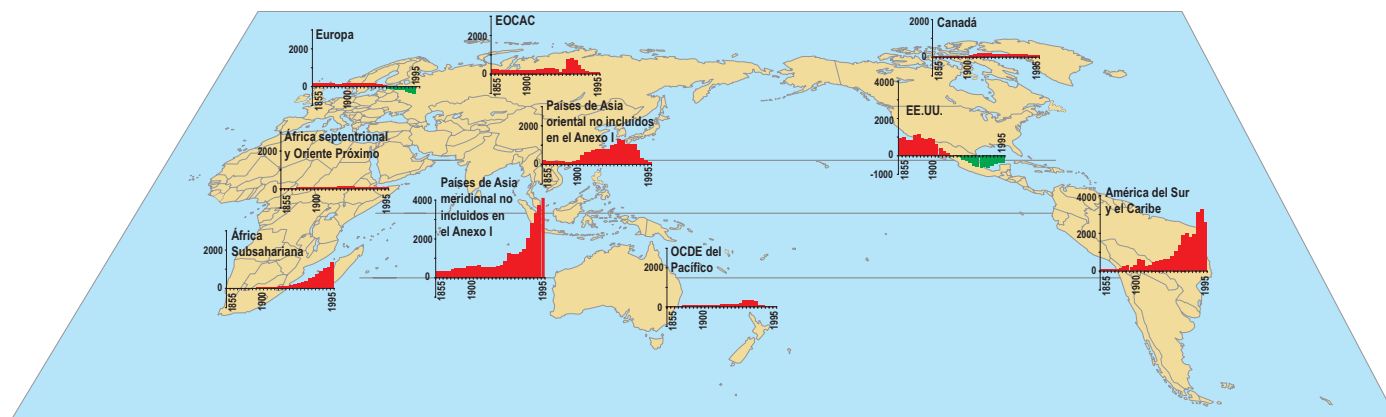 Europa
2000
0
1855
1900
1995
EOCAC
2000
0
1855
1900
1995
Canadá
2000
0
1855
1900
1995
EE.UU.
4000
2000
0
-1000
1855
1900
1995
Países de Asia
oriental no incluidos
en el Anexo I
2000
0
1855
1900
1995
África septentrional
y Oriente Próximo
2000
0
1855
1900
1995
Países de Asia
meridional no
incluidos en
el Anexo I
4000
2000
0
1855
1900
1995
África
Subsahariana
2000
0
1855
1900
1995
OCDE del
Pacífico
2000
0
1855
1900
1995
América del Sur
y el Caribe
4000
2000
0
1855
1900
1995